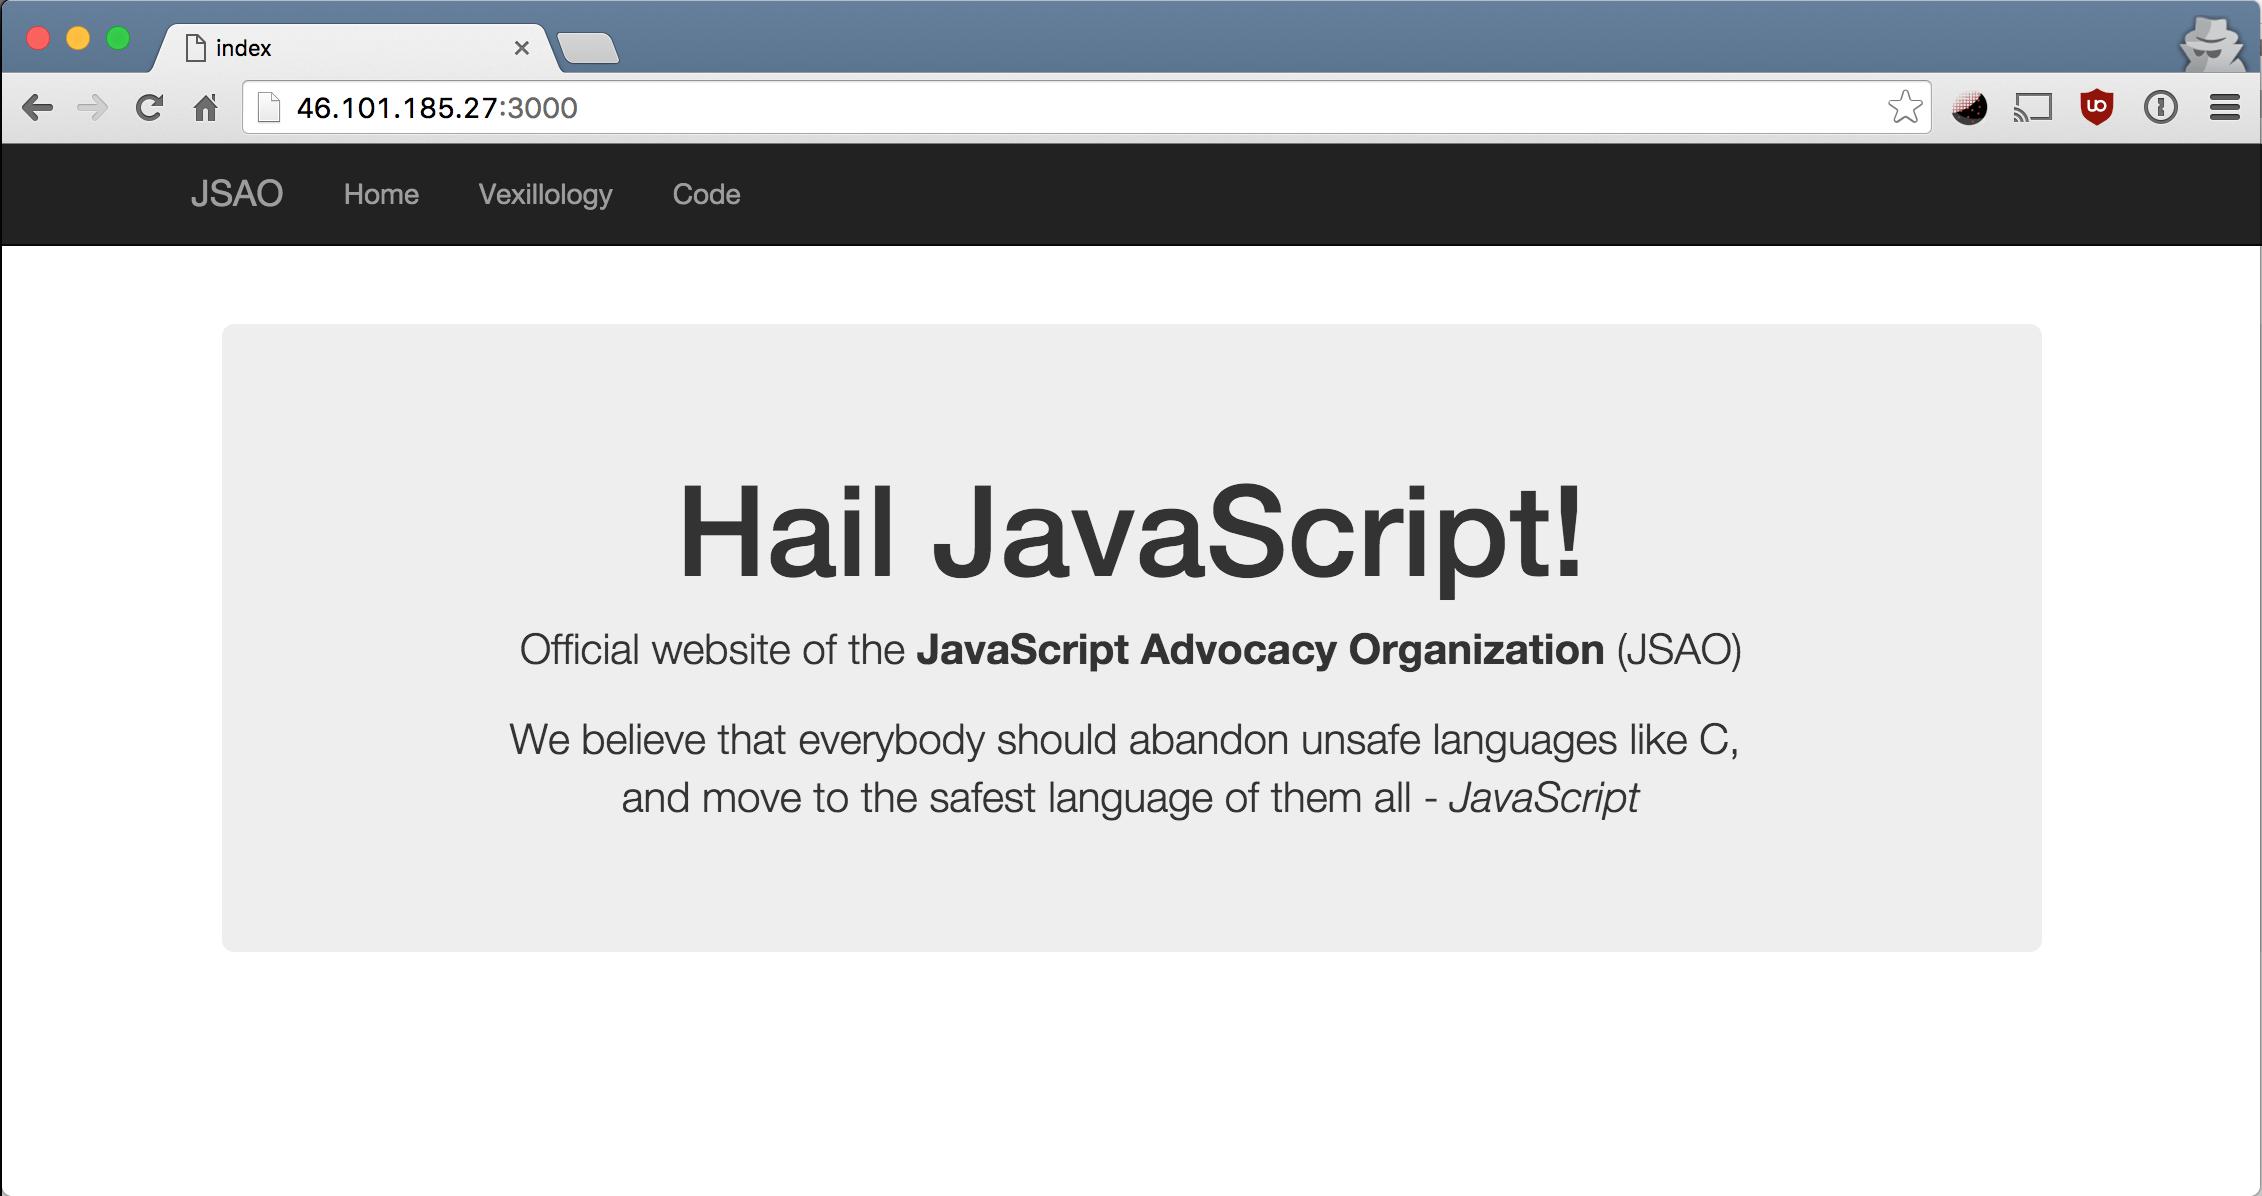 index
46.101.185.27:3000
JSAO Home Vexillology Code
Hail JavaScript!
Official website of the JavaScript Advocacy Organization (JSAO)
We believe that everybody should abandon unsafe languages like C,
and move to the safest language of them all - JavaScript